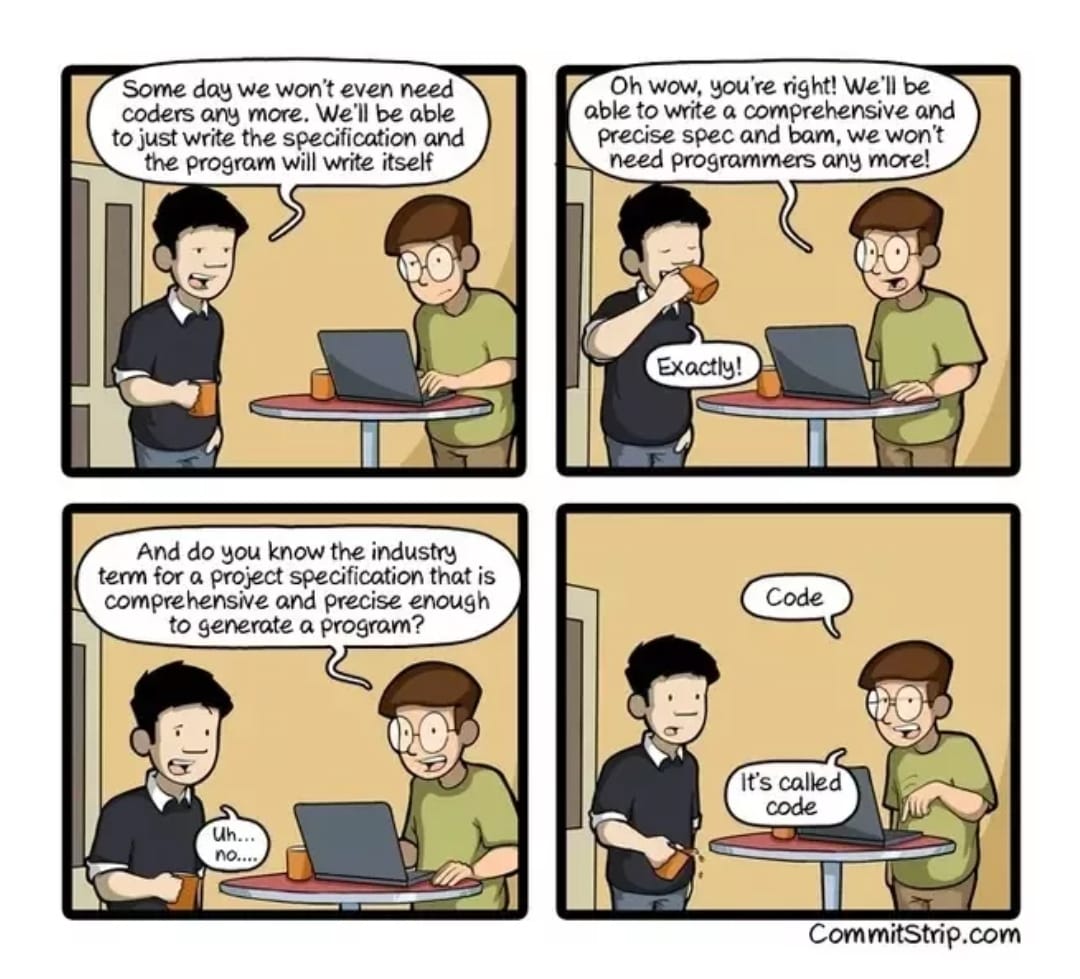 Some day we won't even need
coders any more. We'll be able
to just write the specification and
the program will write itself
Oh wow, you're right! We'll be
able to write a comprehensive and
precise spec and bam, we won't
need programmers any more!
Exactly!
And do you know the industry
term for a project specification that is
comprehensive and precise enough
to generate a program?
Uh...
no....
Code
It's called
code
CommitStrip.com